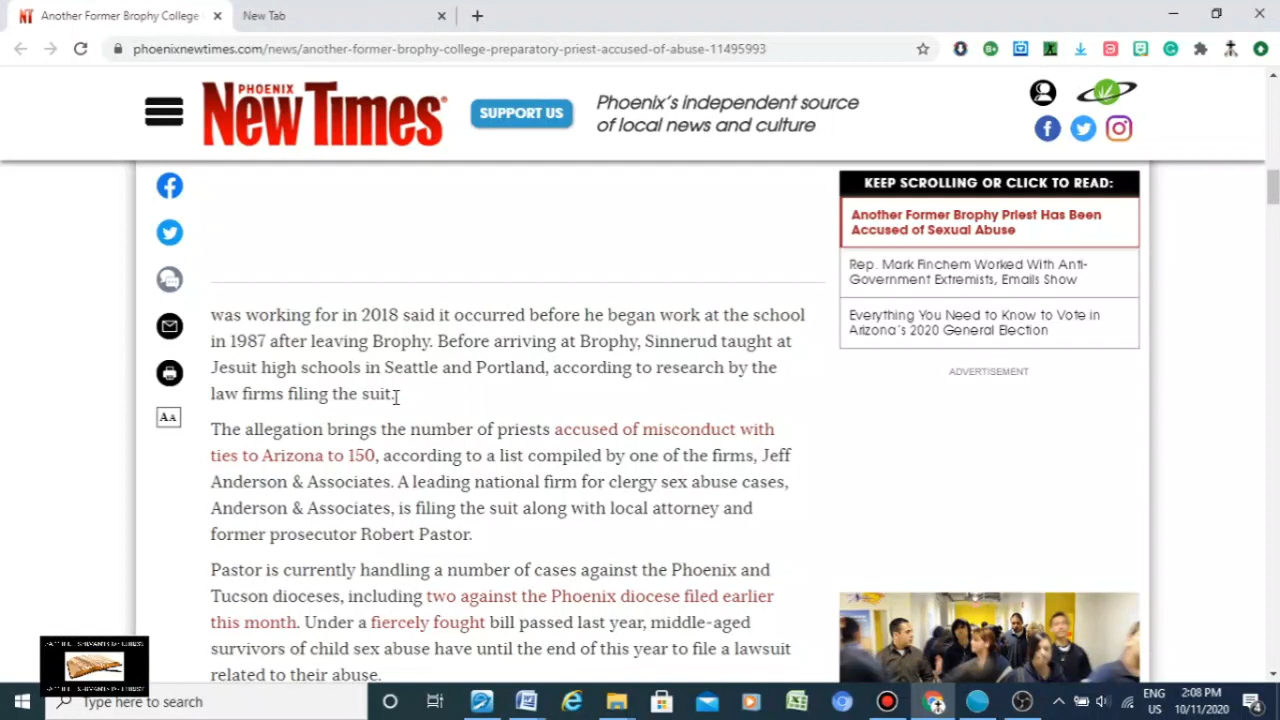 Another Former Brophy College
New Tab
phoenixnewtimes.com/news/another-former-brophy-college-preparatory-priest-accused-of-abuse-11495993
PHOENIX
New Times
SUPPORT US
Phoenix's independent source
of local news and culture
KEEP SCROLLING OR CLICK TO READ:
Another Former Brophy Priest Has Been
Accused of Sexual Abuse
Rep. Mark Finchem Worked With Anti-
Government Extremists, Emails Show
Everything You Need to Know to Vote in
Arizona's 2020 General Election
ADVERTISEMENT
was working for in 2018 said it occurred before he began work at the school
in 1987 after leaving Brophy. Before arriving at Brophy, Sinnerud taught at
Jesuit high schools in Seattle and Portland, according to research by the
law firms filing the suit.
AA
The allegation brings the number of priests accused of misconduct with
ties to Arizona to 150, according to a list compiled by one of the firms, Jeff
Anderson & Associates. A leading national firm for clergy sex abuse cases,
Anderson & Associates, is filing the suit along with local attorney and
former prosecutor Robert Pastor.
Pastor is currently handling a number of cases against the Phoenix and
Tucson dioceses, including two against the Phoenix diocese filed earlier
this month. Under a fiercely fought bill passed last year, middle-aged
survivors of child sex abuse have until the end of this year to file a lawsuit
related to their abuse.
Type here to search
ENG
US
2:08 PM
10/11/2020
4